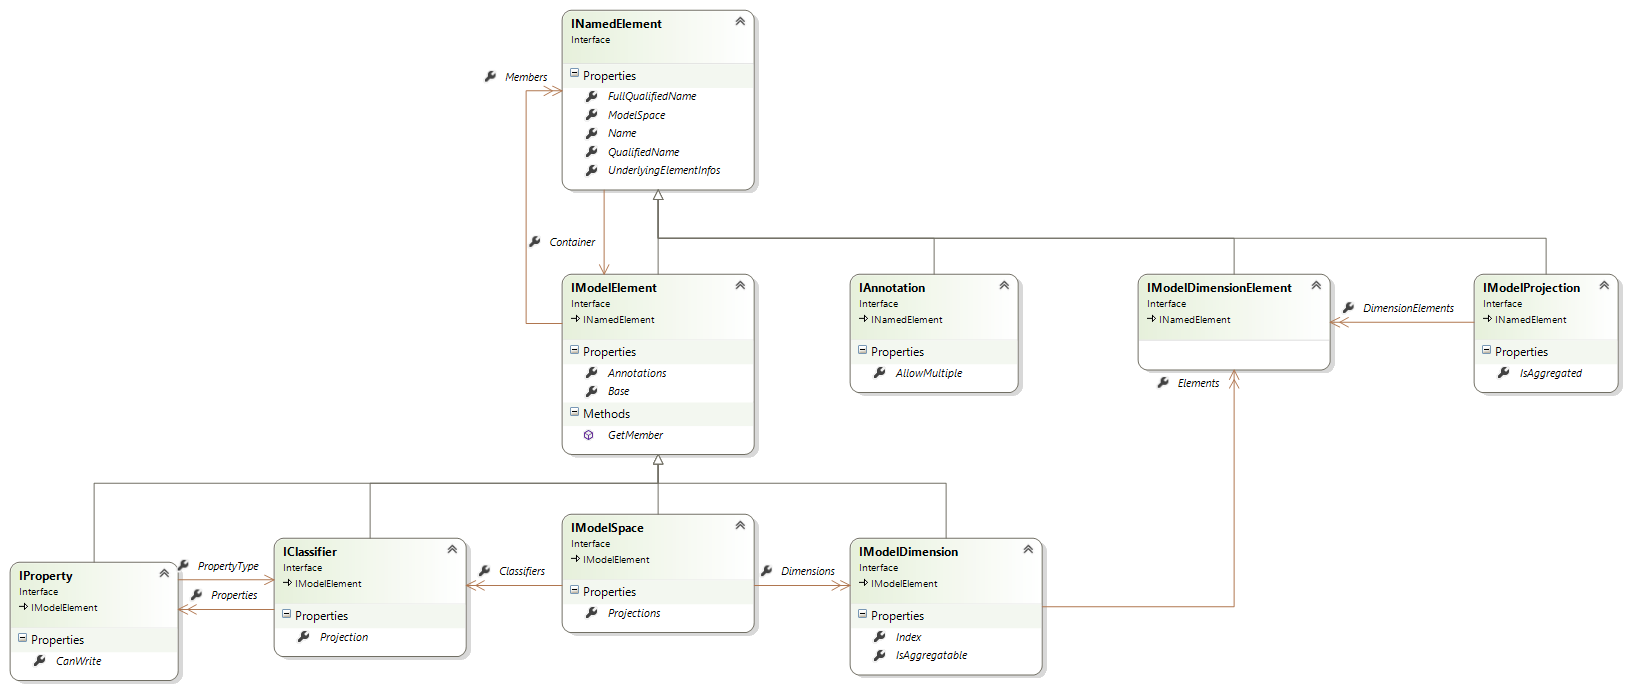 INamedElement
Interface
Properties
FullQualifiedName
ModelSpace
Name
QualifiedName
UnderlyingElementInfos
Members
Container
IModelElement
Interface
INamedElement
Properties
Annotations
Base
Methods
GetMember
IAnnotation
Interface
INamedElement
Properties
AllowMultiple
IModelDimensionElement
Interface
INamedElement
DimensionElements
Elements
IModelProjection
Interface
INamedElement
Properties
IsAggregated
IProperty
Interface
IModelElement
Properties
CanWrite
PropertyType
Properties
IClassifier
Interface
IModelElement
Properties
Projection
Classifiers
IModelSpace
Interface
IModelElement
Properties
Projections
Dimensions
IModelDimension
Interface
IModelElement
Properties
Index
IsAggregatable